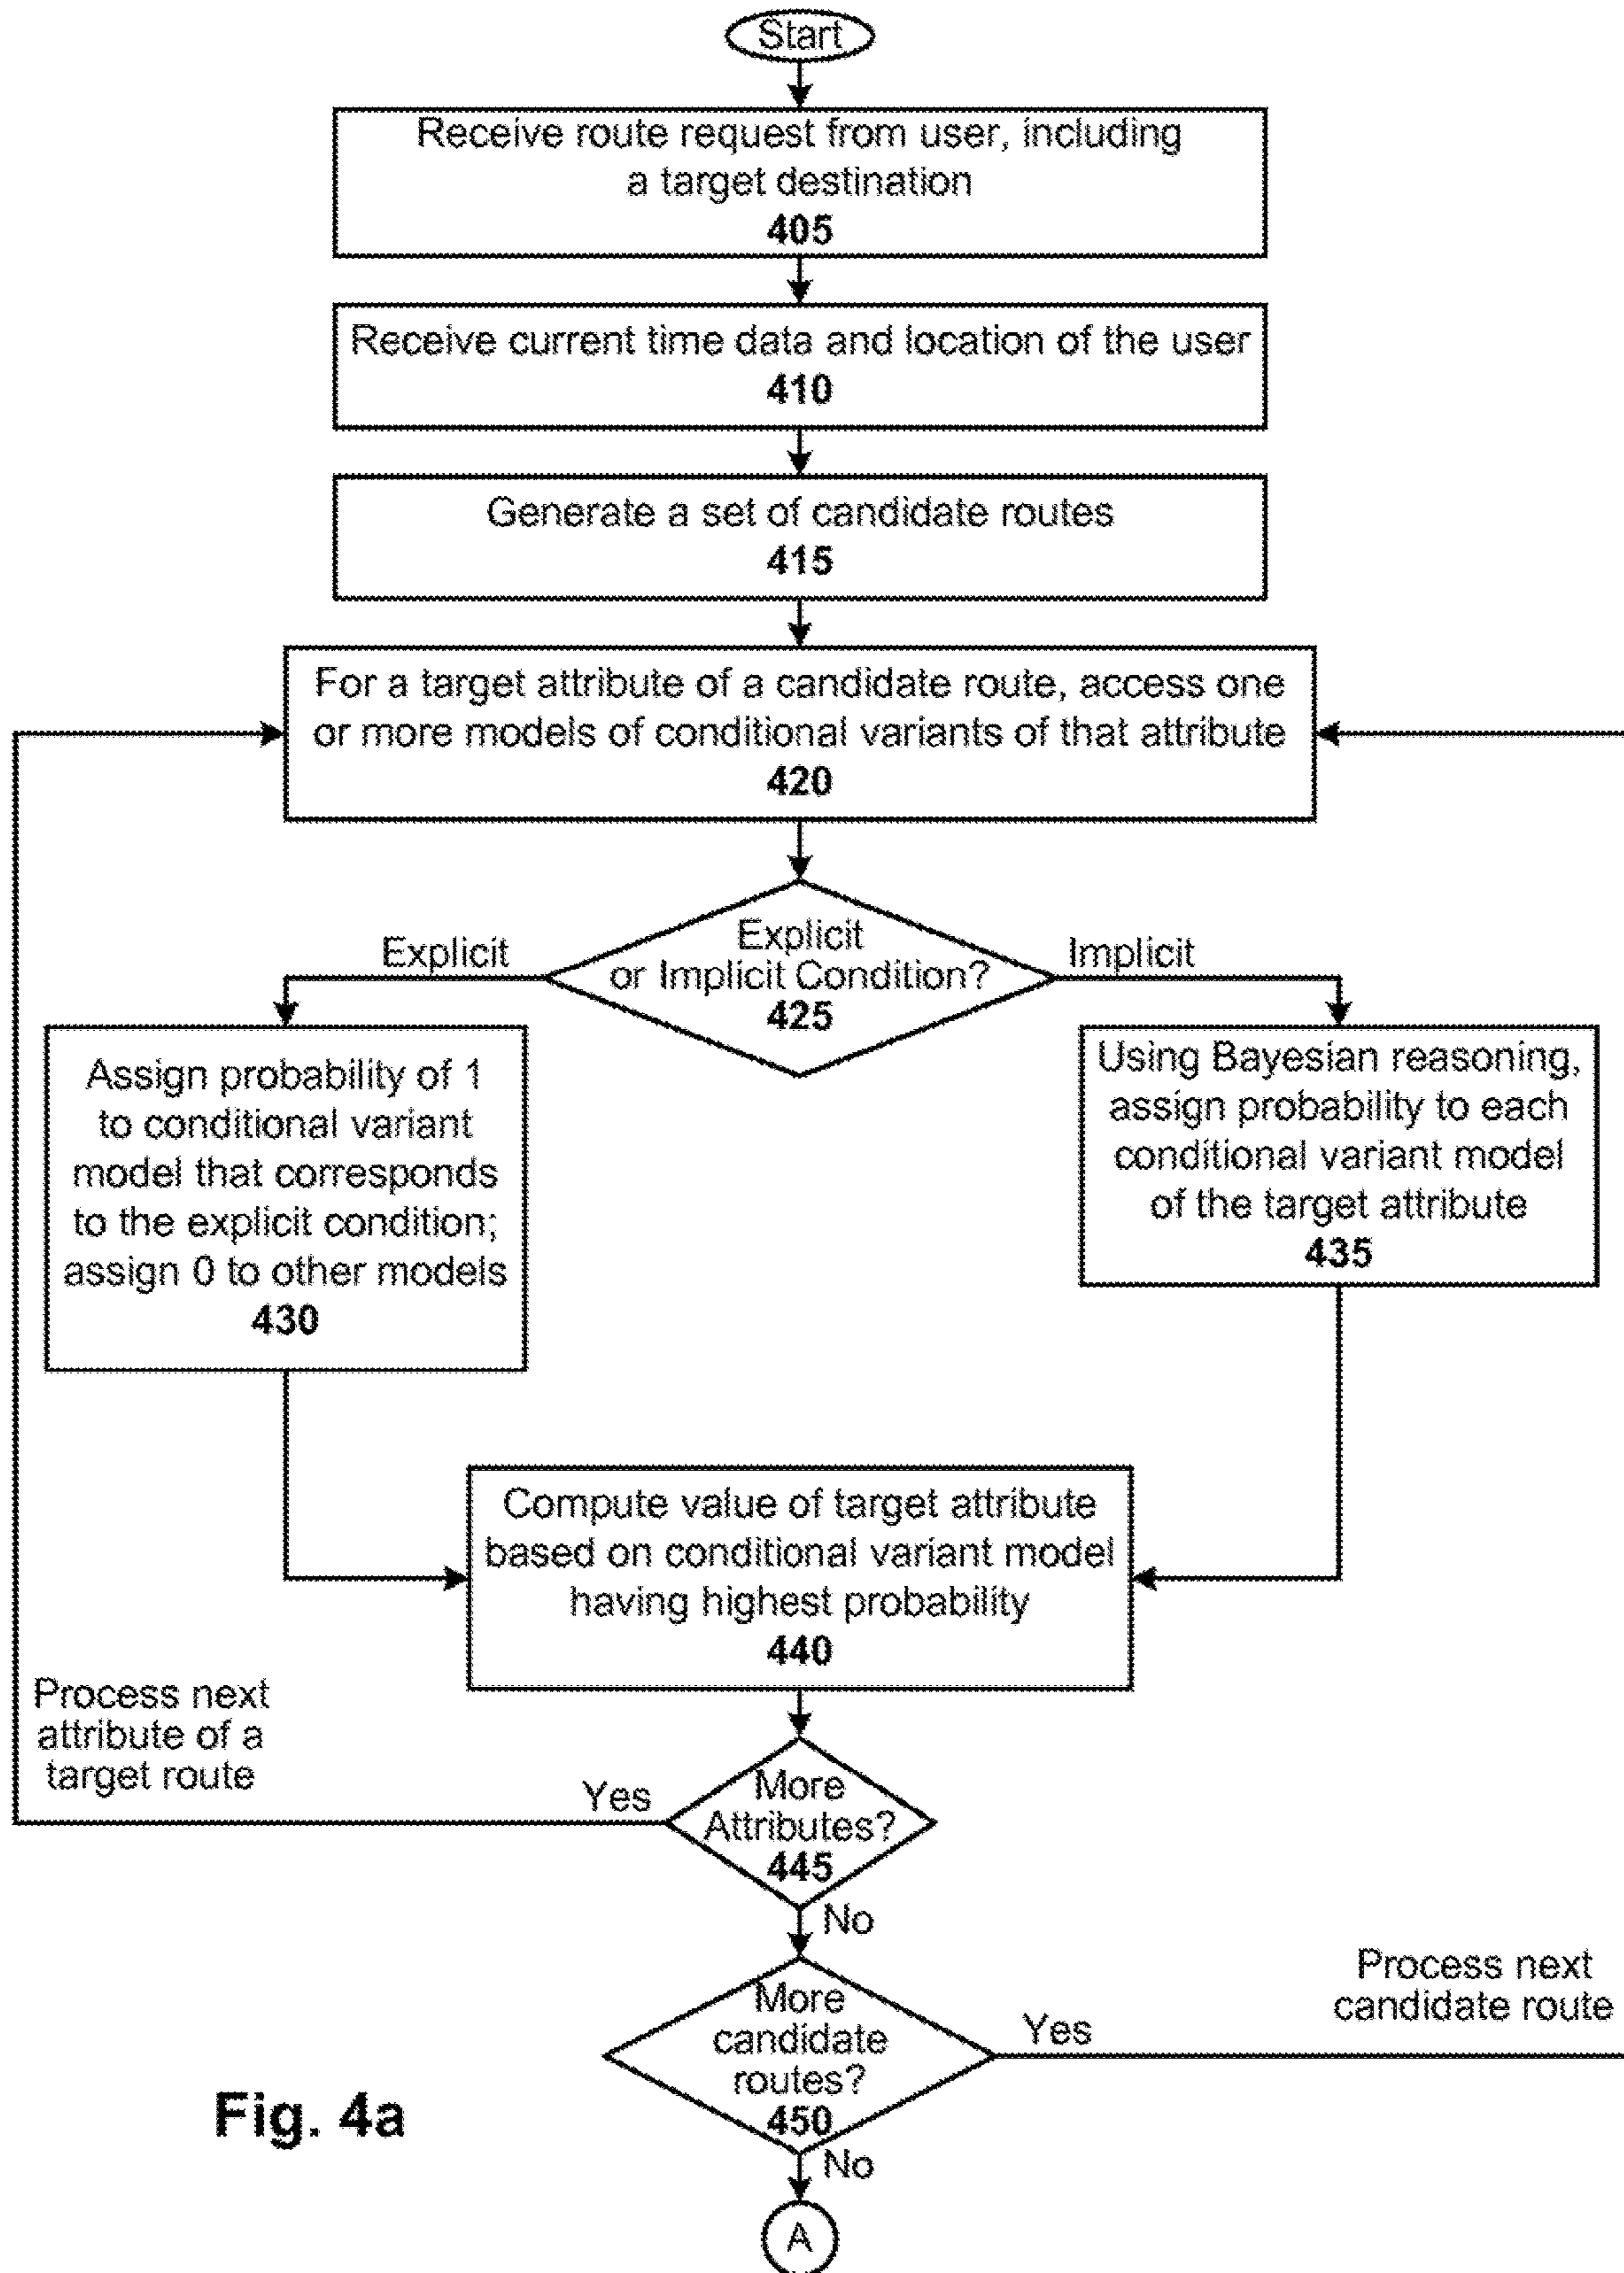 Start
Receive route request from user, including
a target destination
405
Receive current time data and location of the user
410
Generate a set of candidate routes
415
For a target attribute of a candidate route, access one
or more models of conditional variants of that attribute
420
Explicit
or Implicit Condition?
425
Explicit
Implicit
Assign probability of 1
to conditional variant
model that corresponds
to the explicit condition;
assign 0 to other models
430
Using Bayesian reasoning,
assign probability to each
conditional variant model
of the target attribute
435
Compute value of target attribute
based on conditional variant model
having highest probability
440
Process next
attribute of a
target route
Yes
More
Attributes?
445
No
More
candidate
routes?
450
Yes
Process next
candidate route
No
A
Fig. 4a